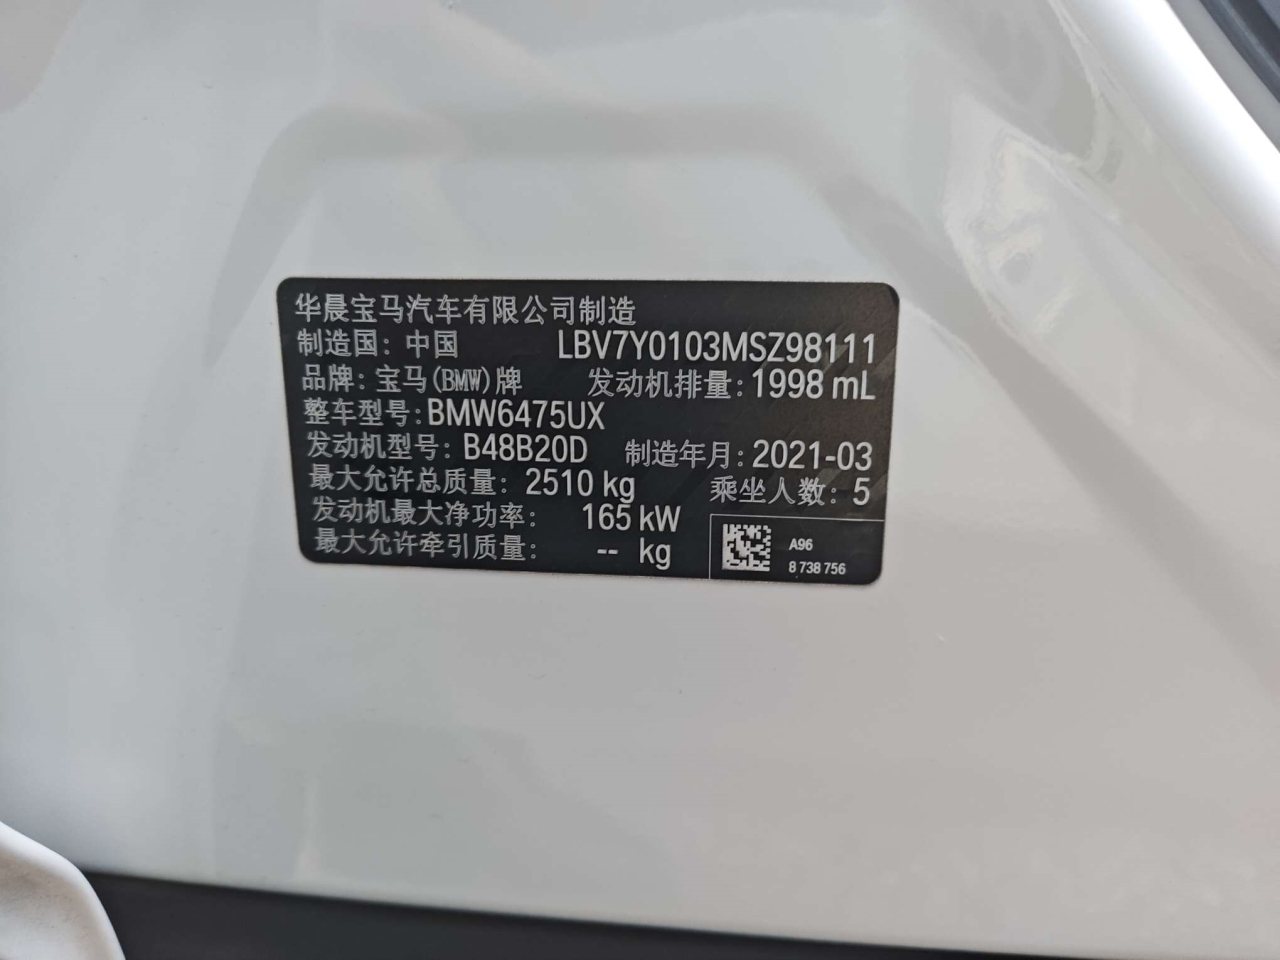 华晨宝马汽车有限公司制造
制造国: 中国 LBV7Y0103MSZ98111
品牌: 宝马(BMW)牌 发动机排量: 1998 mL
整车型号: BMW6475UX
发动机型号: B48B20D 制造年月: 2021-03
最大允许总质量: 2510 kg 乘坐人数: 5
发动机最大净功率: 165 kW
最大允许牵引质量: -- kg
A96
8 738 756